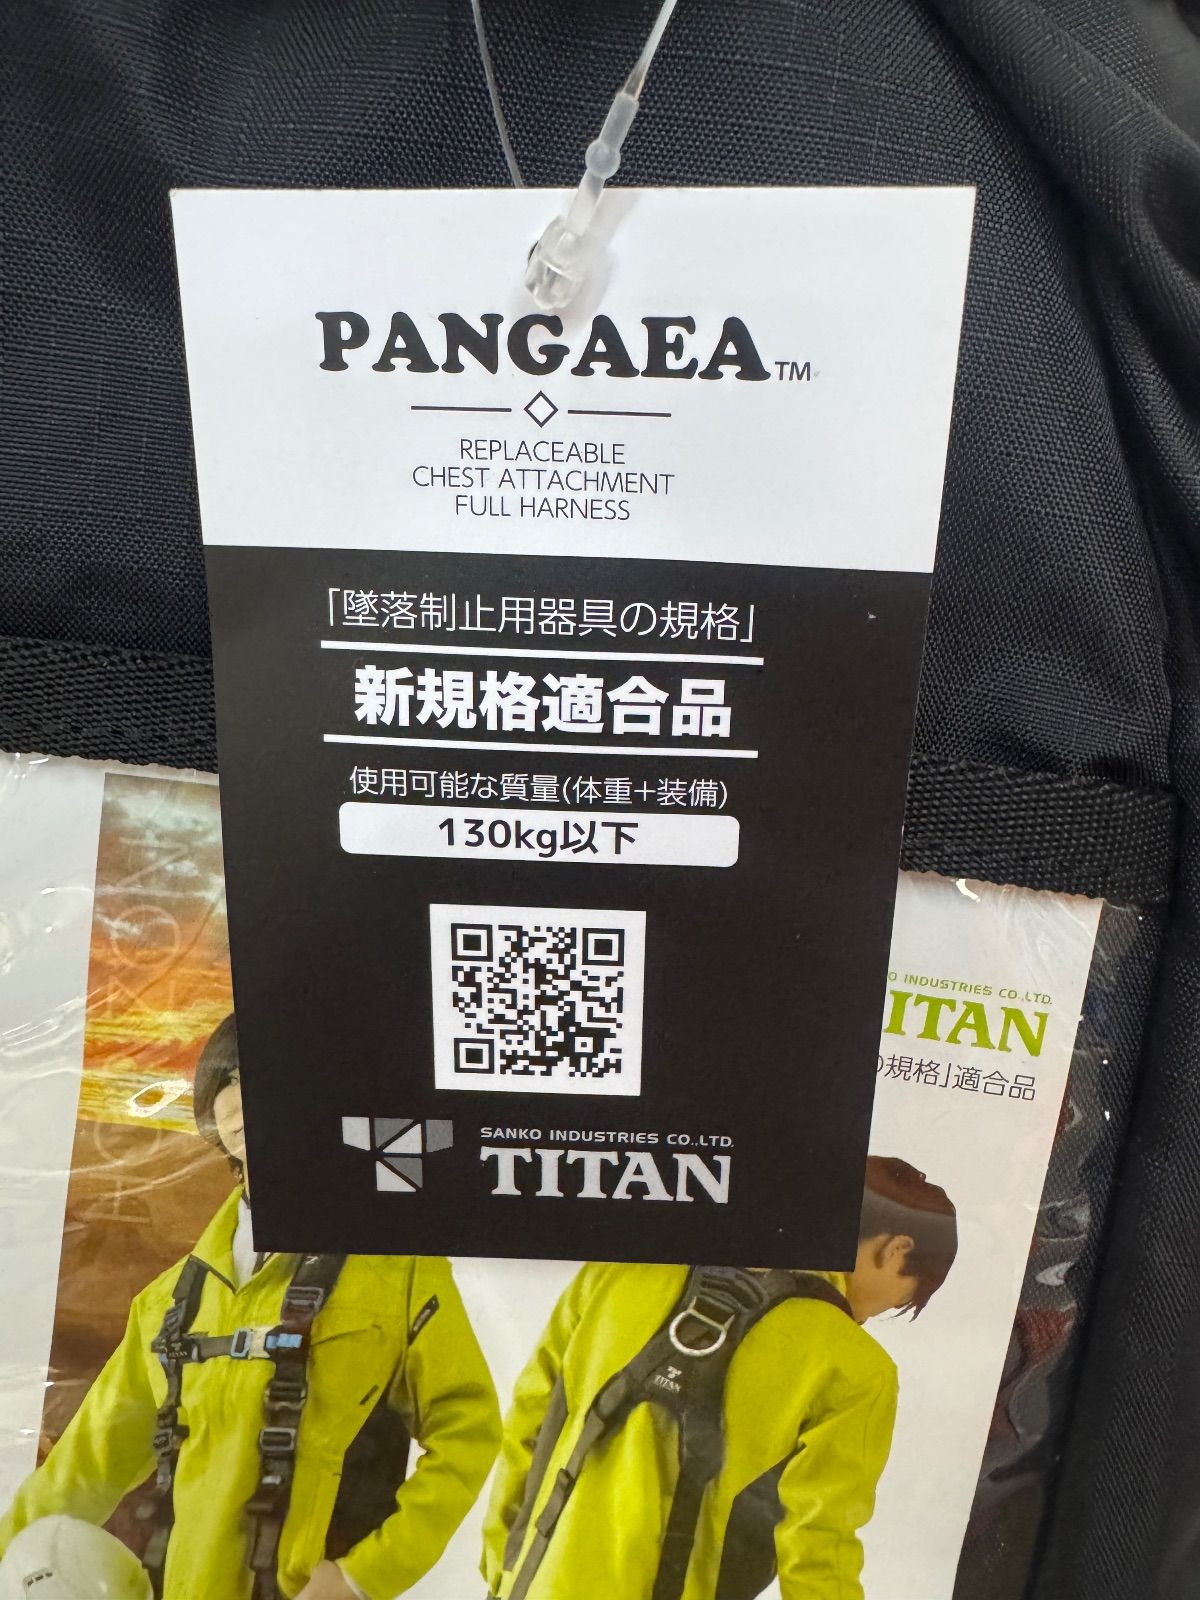 PANGAEA™
REPLACEABLE
CHEST ATTACHMENT
FULL HARNESS
「墜落制止用器具の規格」
新規格適合品
使用可能な質量(体重+装備)
130kg以下
SANKO INDUSTRIES CO.,LTD.
TITAN
O INDUSTRIES CO.,LTD.
ITAN
の規格」適合品
TITAN